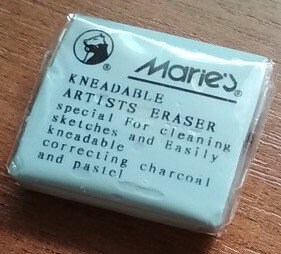 Marie's®
®
KNEADABLE
ARTISTS ERASER
special For cleaning
sketches and Easily
kneadable
correcting charcoal
and pastel